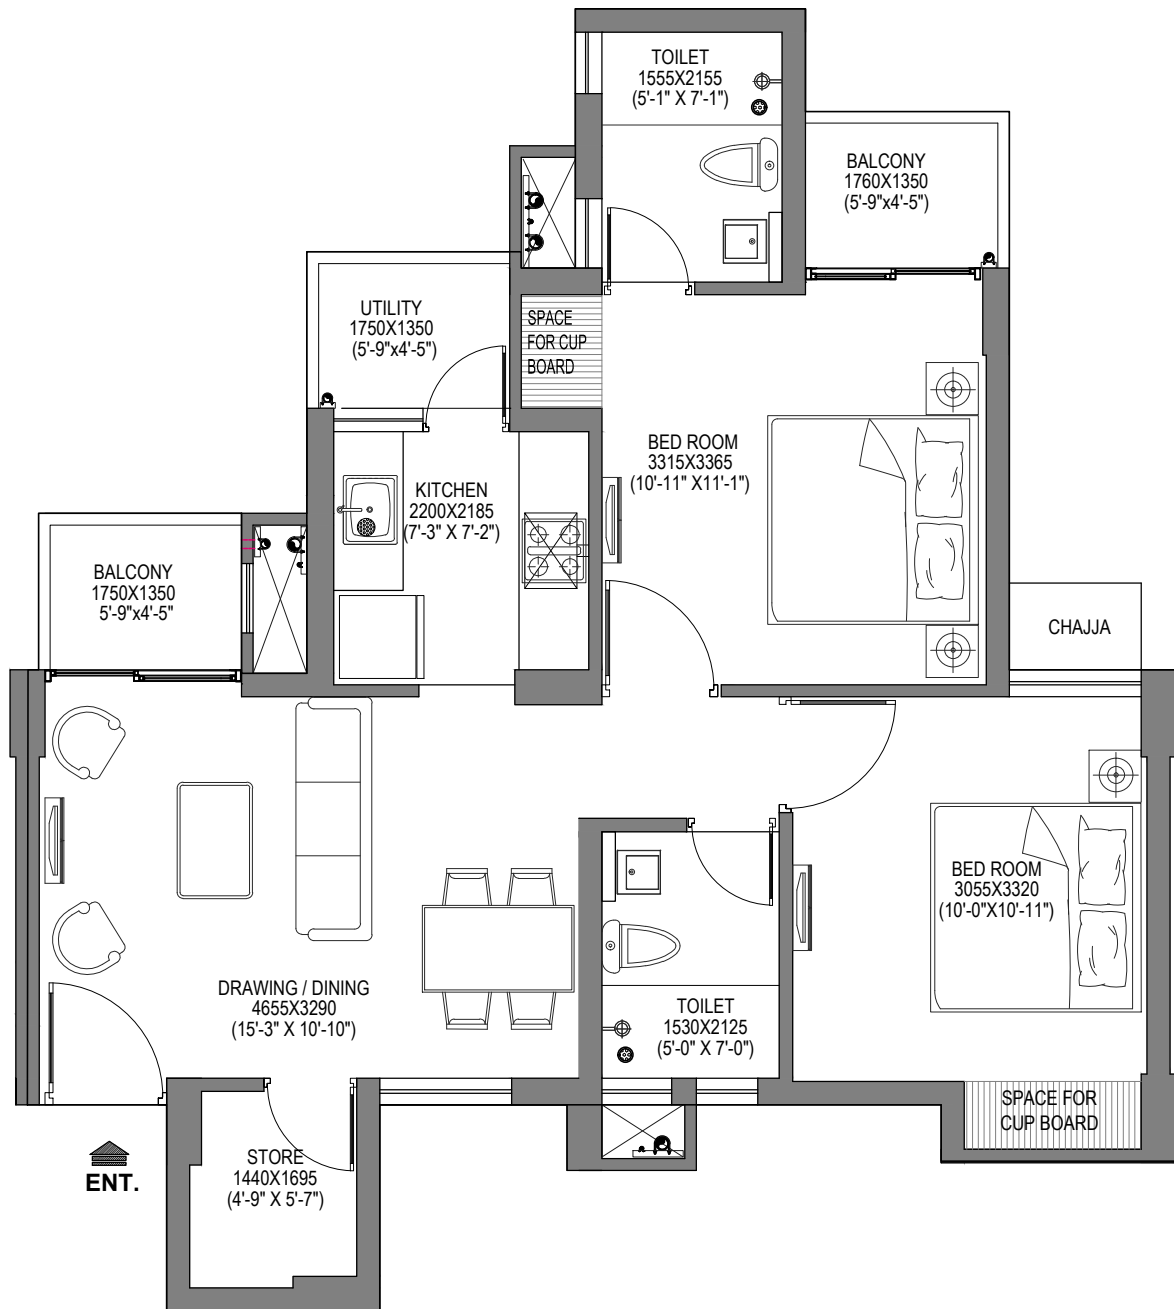 TOILET
1555X2155
(5'-1" X 7'-1")
BALCONY
1760X1350
(5'-9"x4'-5")
UTILITY
1750X1350
(5'-9"x4'-5")
SPACE
FOR CUP
BOARD
BED ROOM
3315X3365
(10'-11" X11'-1")
KITCHEN
2200X2185
(7'-3" X 7'-2")
BALCONY
1750X1350
5'-9"x4'-5"
CHAJJA
BED ROOM
3055X3320
(10'-0"X10'-11")
DRAWING / DINING
4655X3290
(15'-3" X 10'-10")
TOILET
1530X2125
(5'-0" X 7'-0")
SPACE FOR
CUP BOARD
STORE
1440X1695
(4'-9" X 5'-7")
ENT.